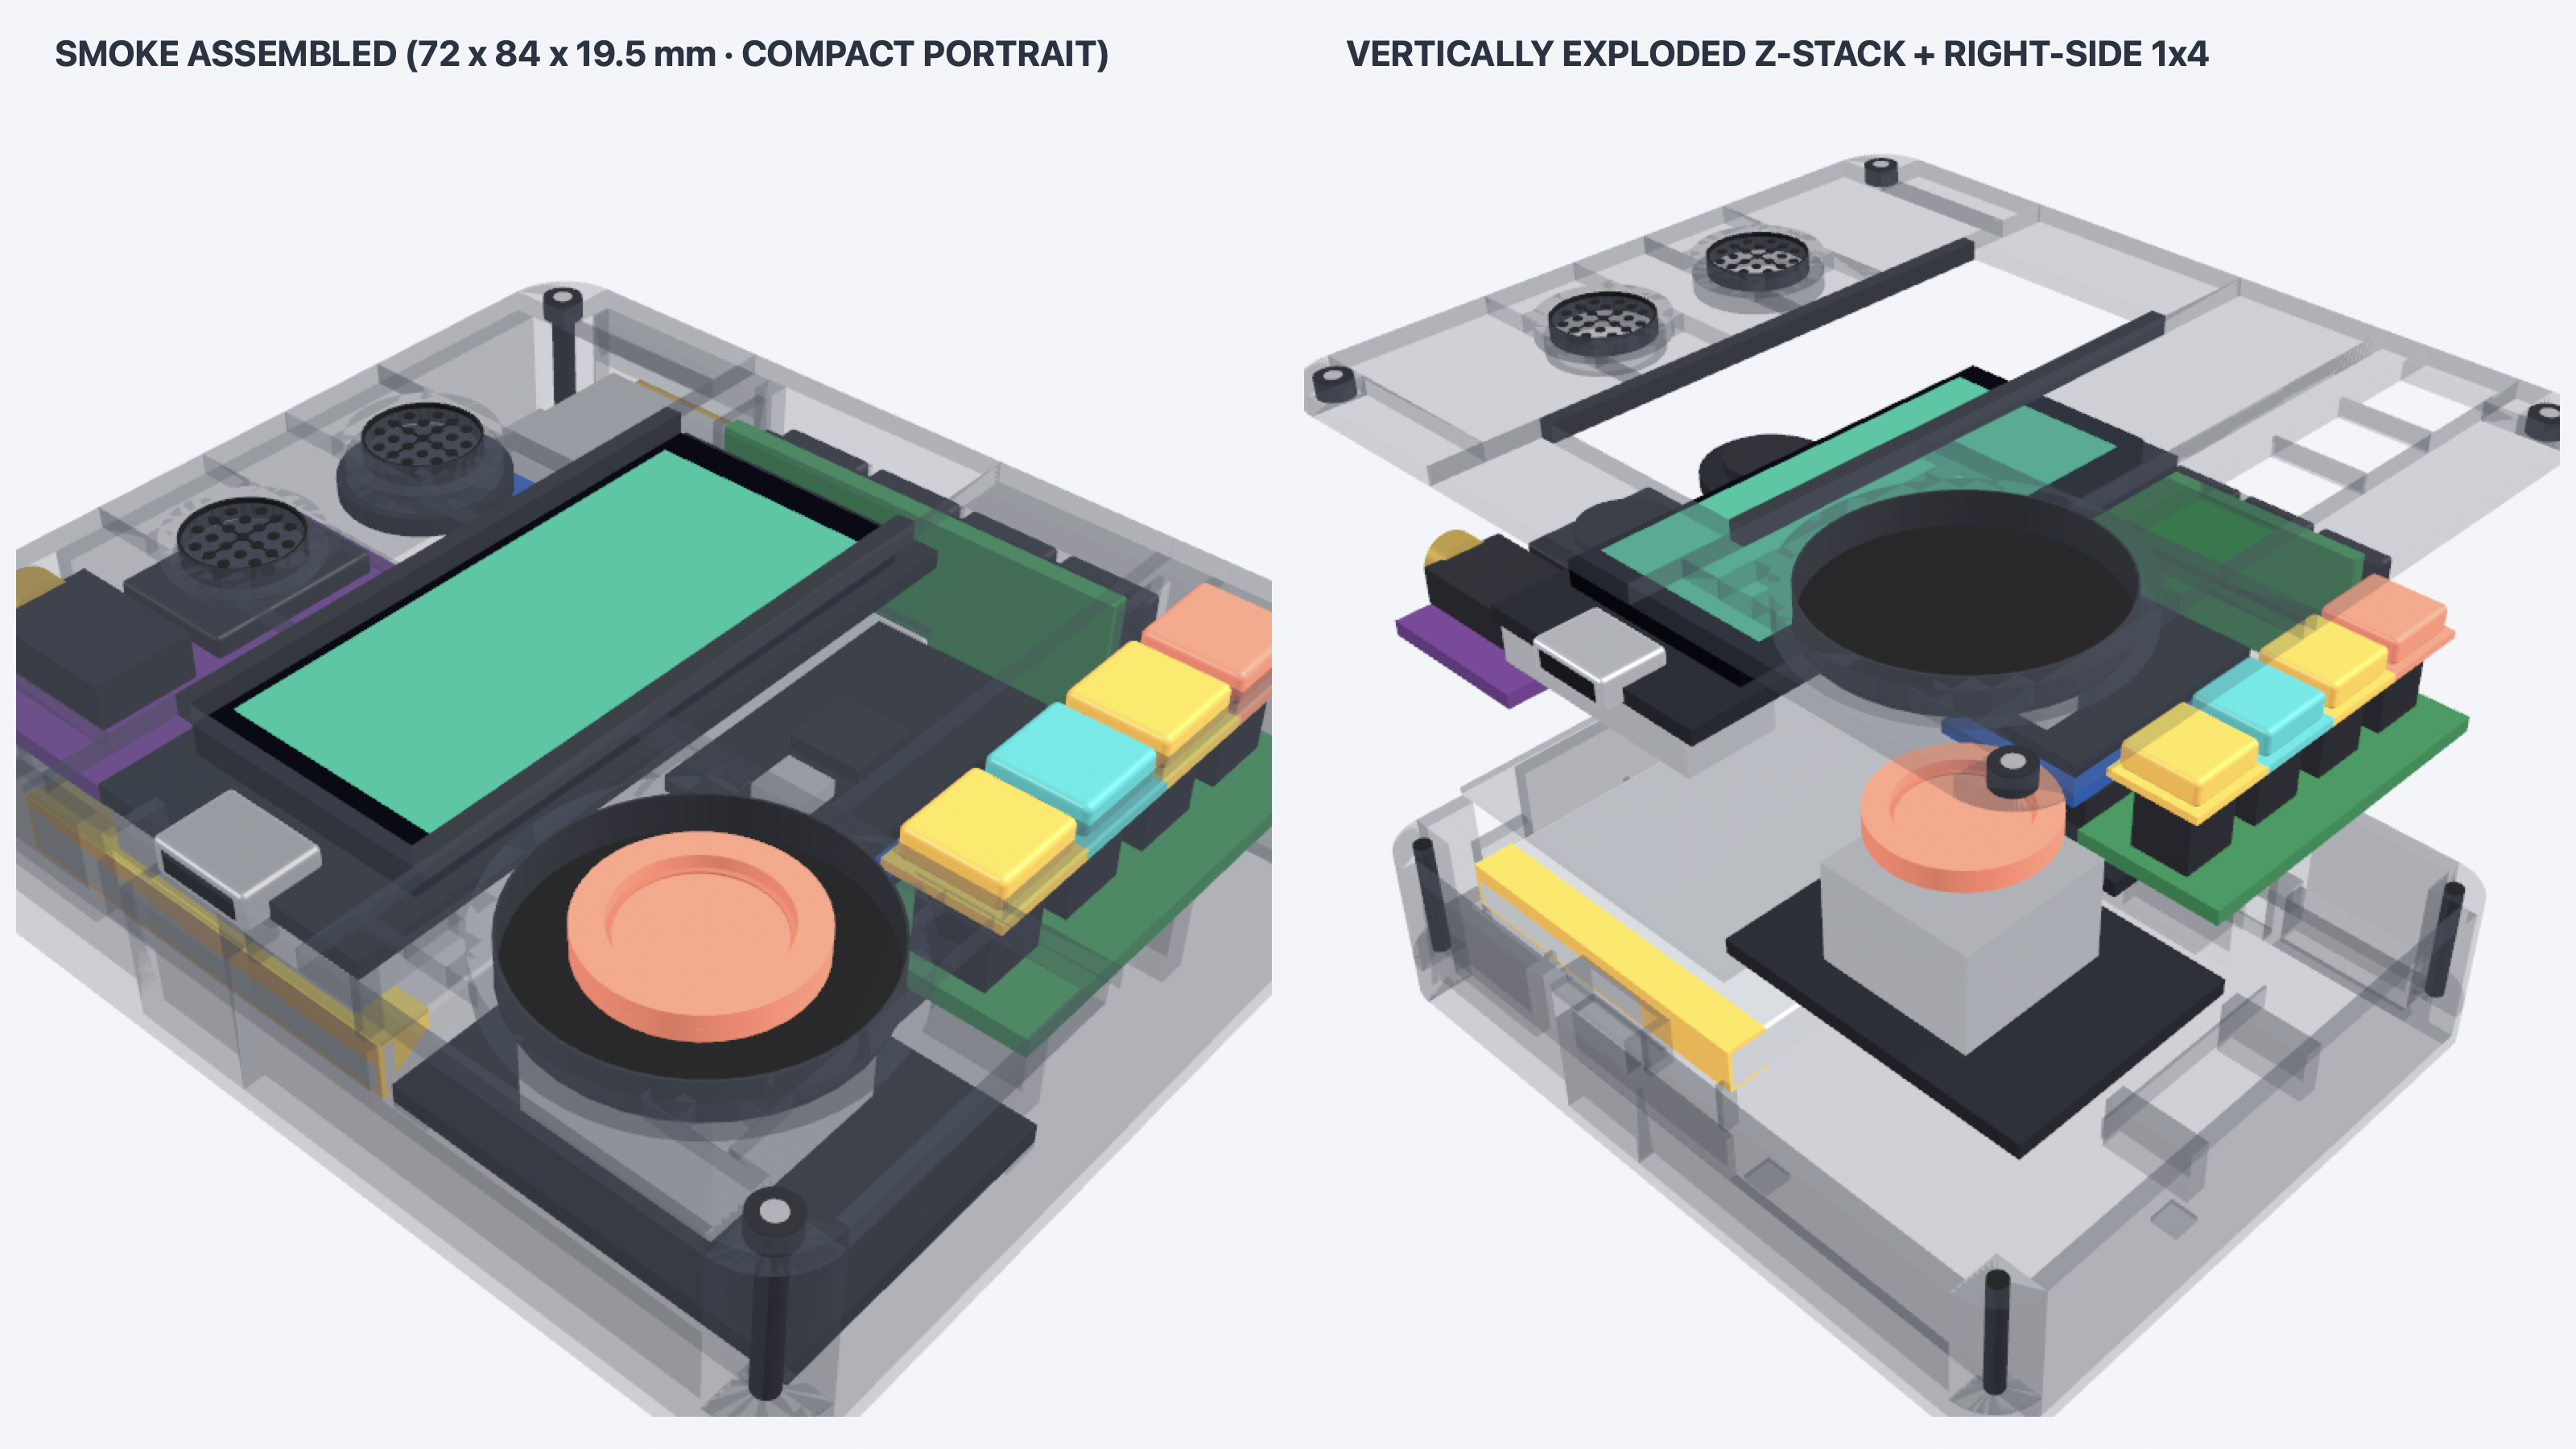 SMOKE ASSEMBLED (72 x 84 x 19.5 mm · COMPACT PORTRAIT)
VERTICALLY EXPLODED Z-STACK + RIGHT-SIDE 1x4